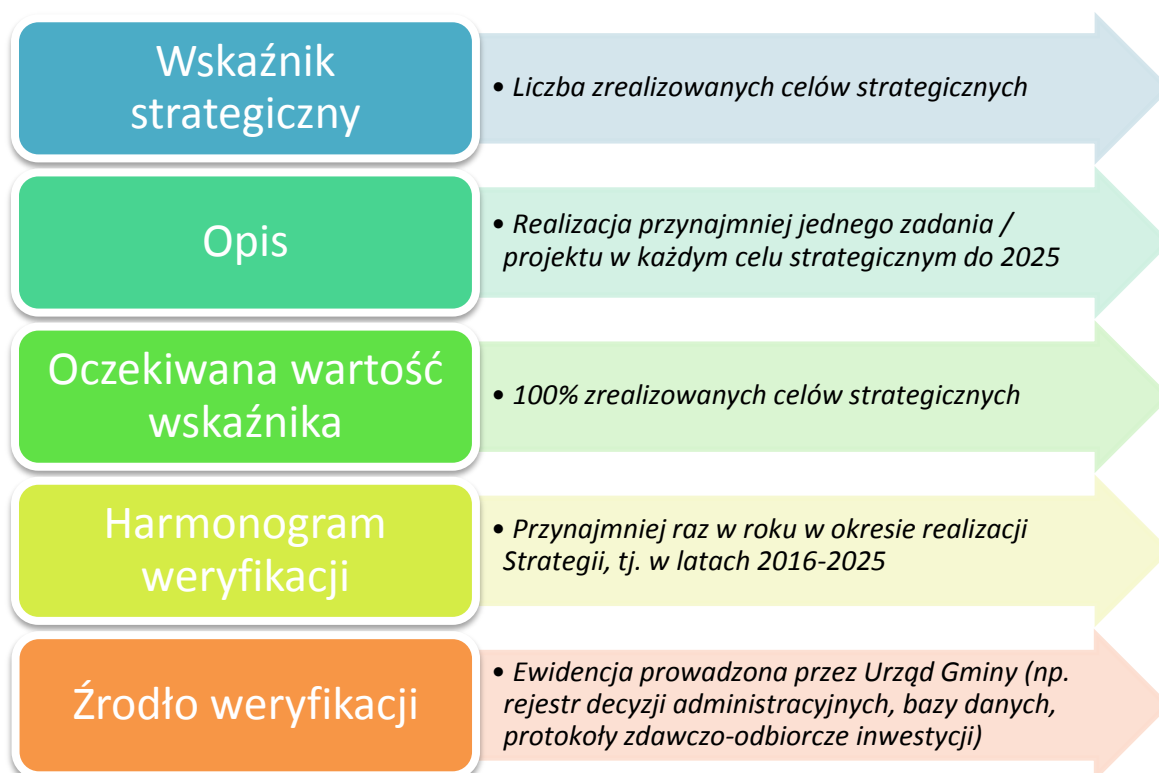 Wskaźnik
strategiczny
• Liczba zrealizowanych celów strategicznych
Opis
• Realizacja przynajmniej jednego zadania /
projektu w każdym celu strategicznym do 2025
Oczekiwana wartość
wskaźnika
• 100% zrealizowanych celów strategicznych
Harmonogram
weryfikacji
• Przynajmniej raz w roku w okresie realizacji
Strategii, tj. w latach 2016-2025
Źrodło weryfikacji
• Ewidencja prowadzona przez Urząd Gminy (np.
rejestr decyzji administracyjnych, bazy danych,
protokoły zdawczo-odbiorcze inwestycji)